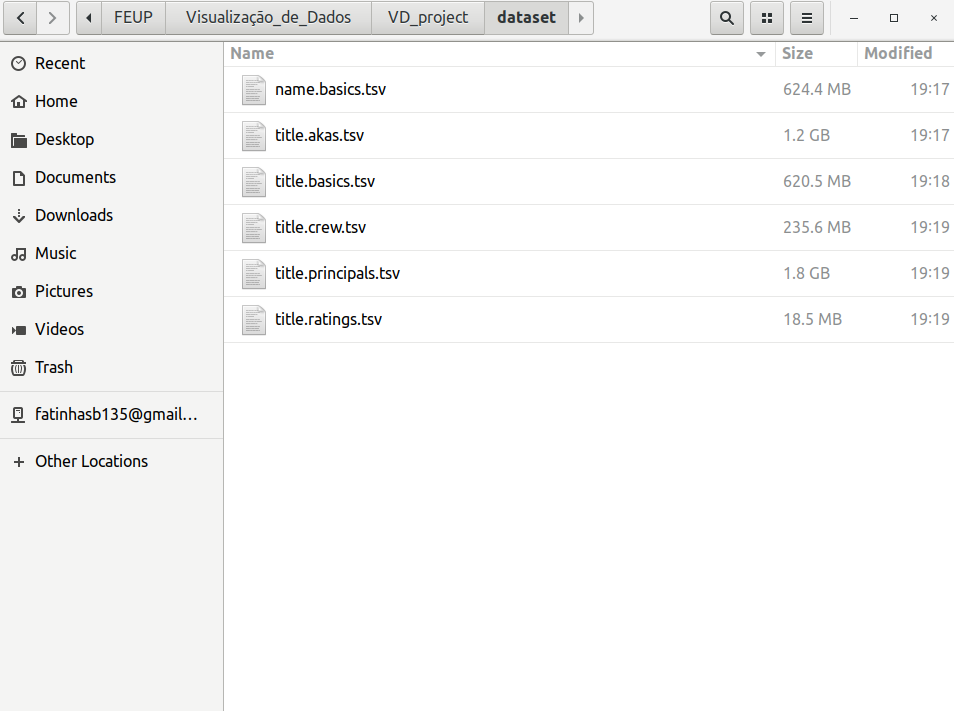 FEUP Visualização_de_Dados VD_project dataset
Name Size Modified
Recent
Home
Desktop
Documents
Downloads
Music
Pictures
Videos
Trash
fatinhasb135@gmail…
Other Locations
name.basics.tsv 624.4 MB 19:17
title.akas.tsv 1.2 GB 19:17
title.basics.tsv 620.5 MB 19:18
title.crew.tsv 235.6 MB 19:19
title.principals.tsv 1.8 GB 19:19
title.ratings.tsv 18.5 MB 19:19